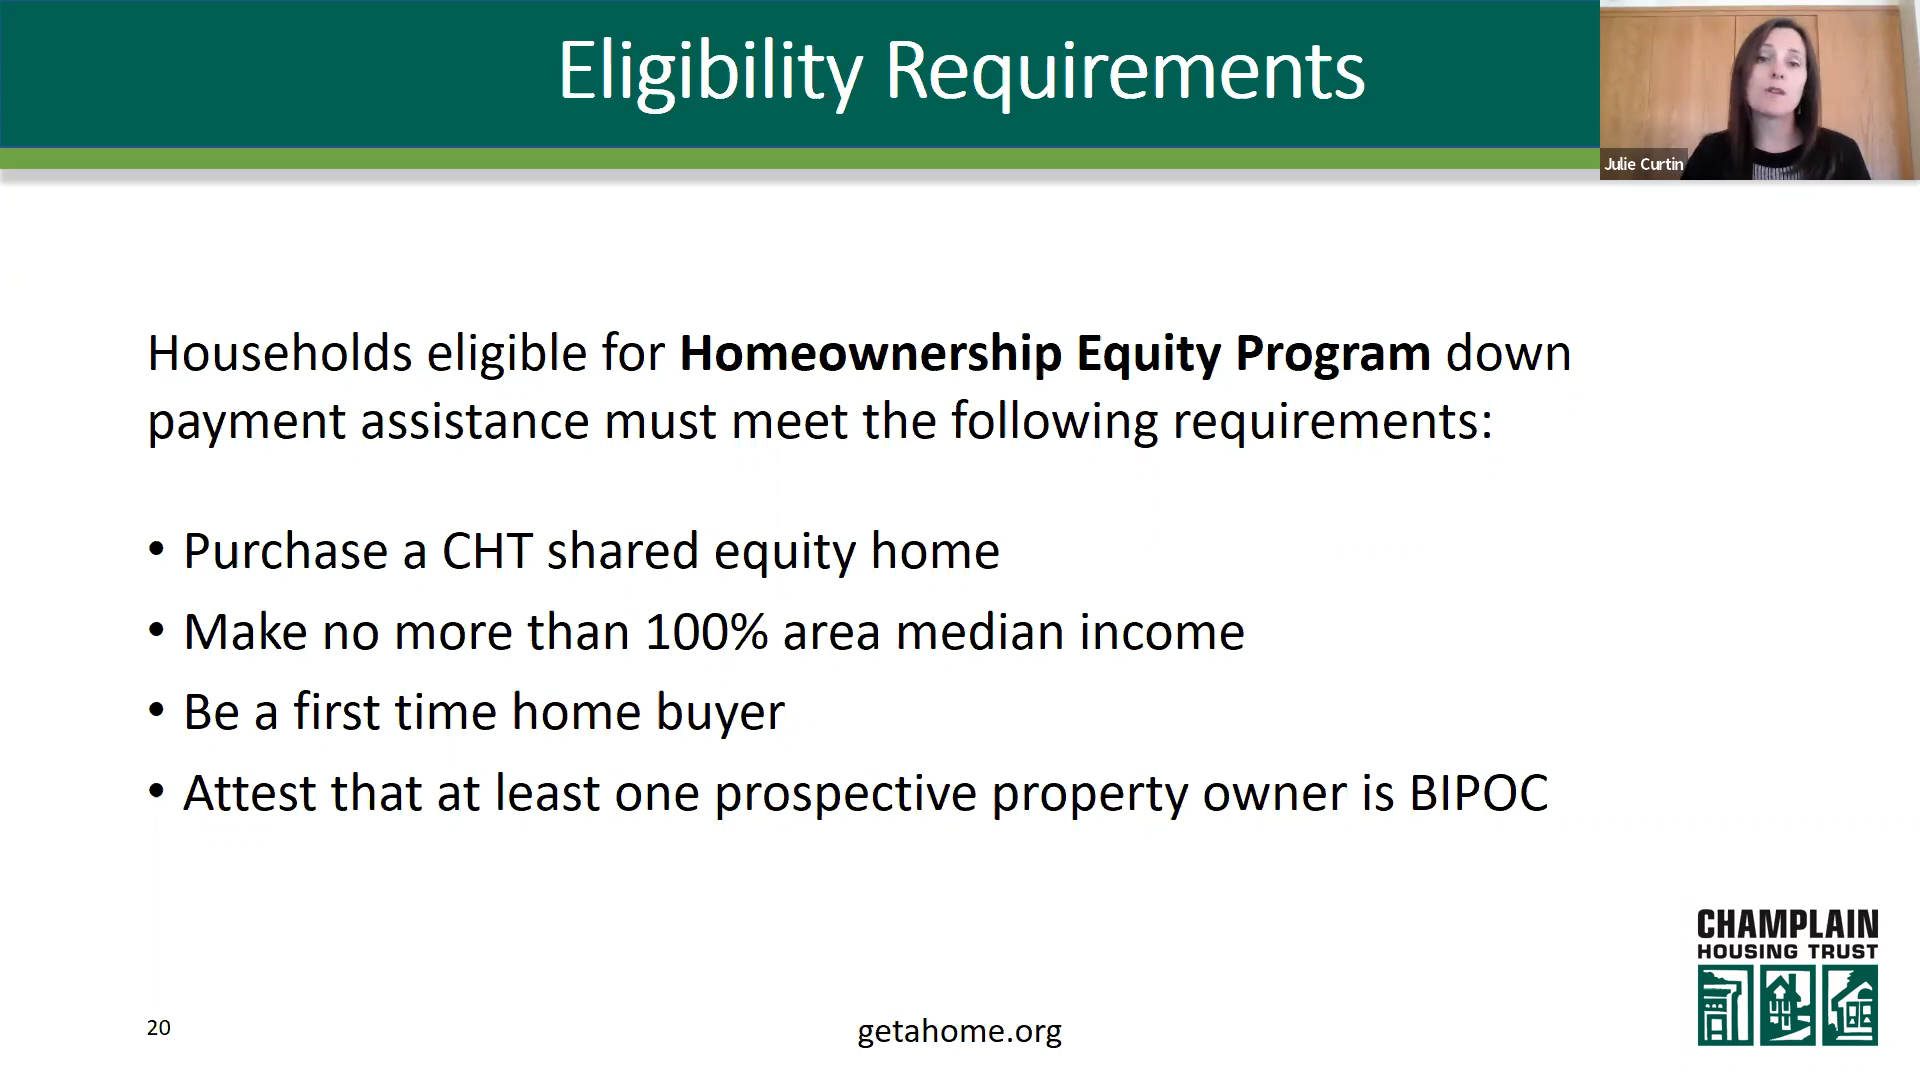 Eligibility Requirements
Julie Curtin
Households eligible for Homeownership Equity Program down
payment assistance must meet the following requirements:
• Purchase a CHT shared equity home
• Make no more than 100% area median income
• Be a first time home buyer
• Attest that at least one prospective property owner is BIPOC
CHAMPLAIN
HOUSING TRUST
20
getahome.org